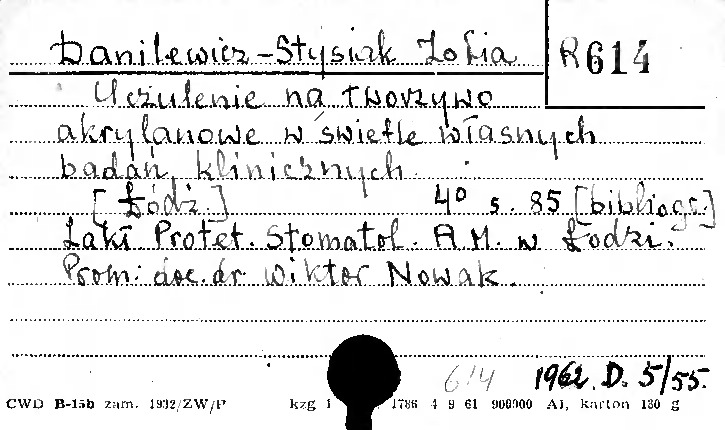 Danilewicz-Stysiak Zofia R 614
Uczulenie na tworzywo
akrylanowe w świetle własnych
badań klinicznych.
[Łódź.] 4° s. 85 [bibliogr.]
Zakł. Protet. Stomatol. A.M. w Łodzi.
Prom: doc. dr Wiktor Nowak.
614 1962. D. 5/55.
CWD B-15b zam. 1932/ZW/P kzg 1 1786 4 9 61 900000 A1, karton 180 g